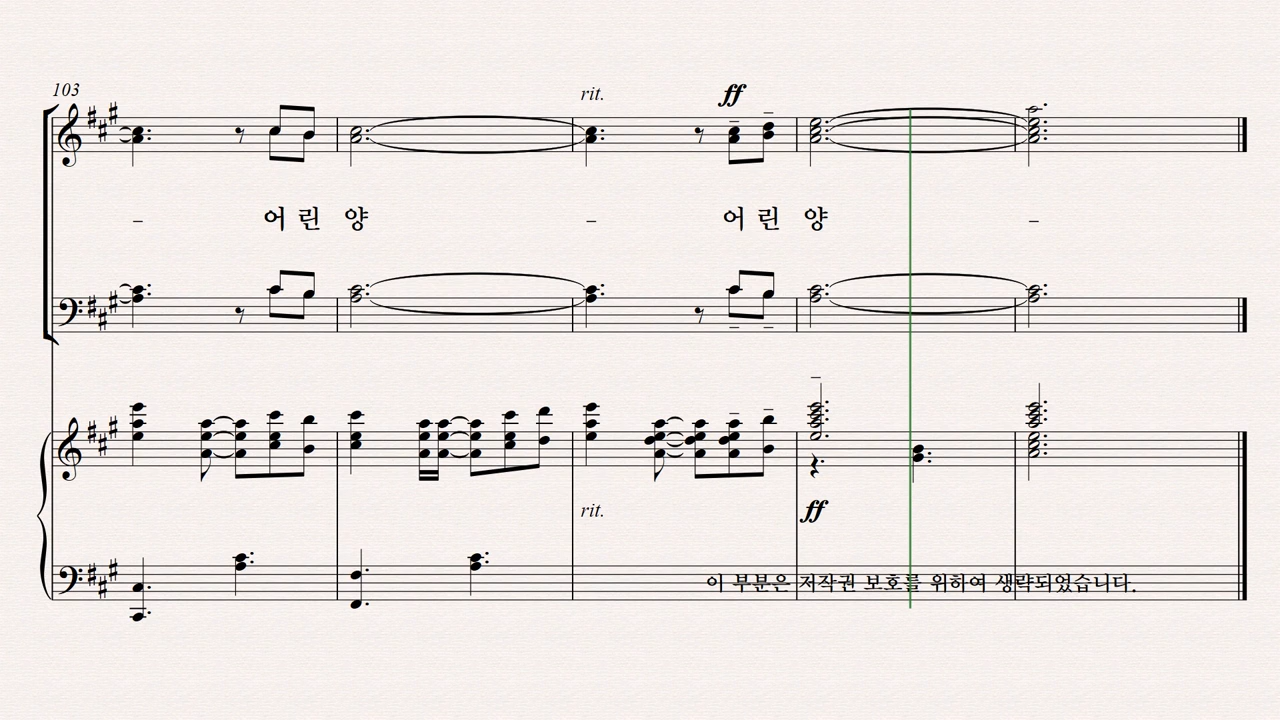 103
rit. ff
- 어 린 양 - 어 린 양 -
rit. ff
이 부분은 저작권 보호를 위하여 생략되었습니다.